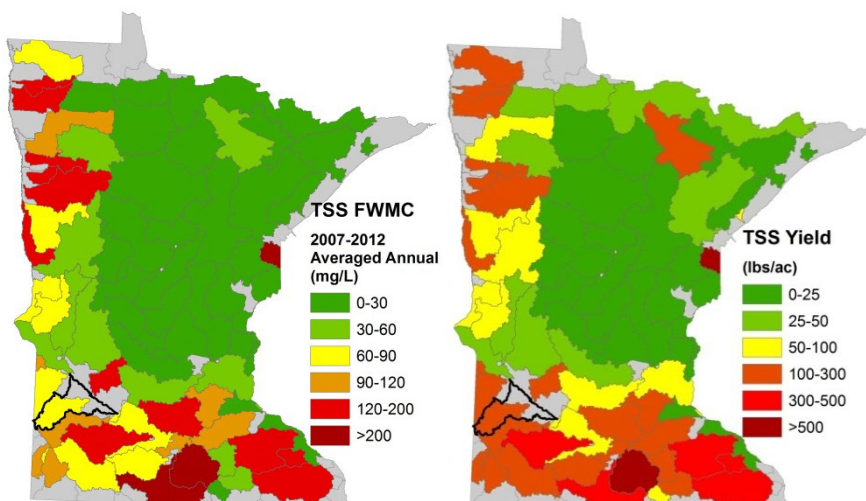 TSS FWMC
2007-2012
Averaged Annual
(mg/L)
0-30
30-60
60-90
90-120
120-200
>200
TSS Yield
(lbs/ac)
0-25
25-50
50-100
100-300
300-500
>500